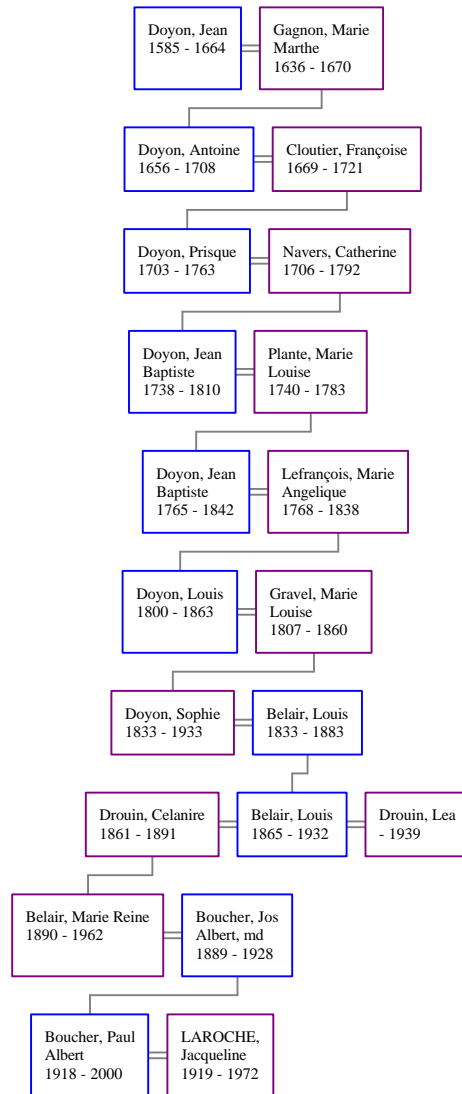 Doyon, Jean
1585 - 1664
Gagnon, Marie
Marthe
1636 - 1670
Doyon, Antoine
1656 - 1708
Cloutier, Françoise
1669 - 1721
Doyon, Prisque
1703 - 1763
Navers, Catherine
1706 - 1792
Doyon, Jean
Baptiste
1738 - 1810
Plante, Marie
Louise
1740 - 1783
Doyon, Jean
Baptiste
1765 - 1842
Lefrançois, Marie
Angelique
1768 - 1838
Doyon, Louis
1800 - 1863
Gravel, Marie
Louise
1807 - 1860
Doyon, Sophie
1833 - 1933
Belair, Louis
1833 - 1883
Drouin, Celanire
1861 - 1891
Belair, Louis
1865 - 1932
Drouin, Lea
- 1939
Belair, Marie Reine
1890 - 1962
Boucher, Jos
Albert, md
1889 - 1928
Boucher, Paul
Albert
1918 - 2000
LAROCHE,
Jacqueline
1919 - 1972